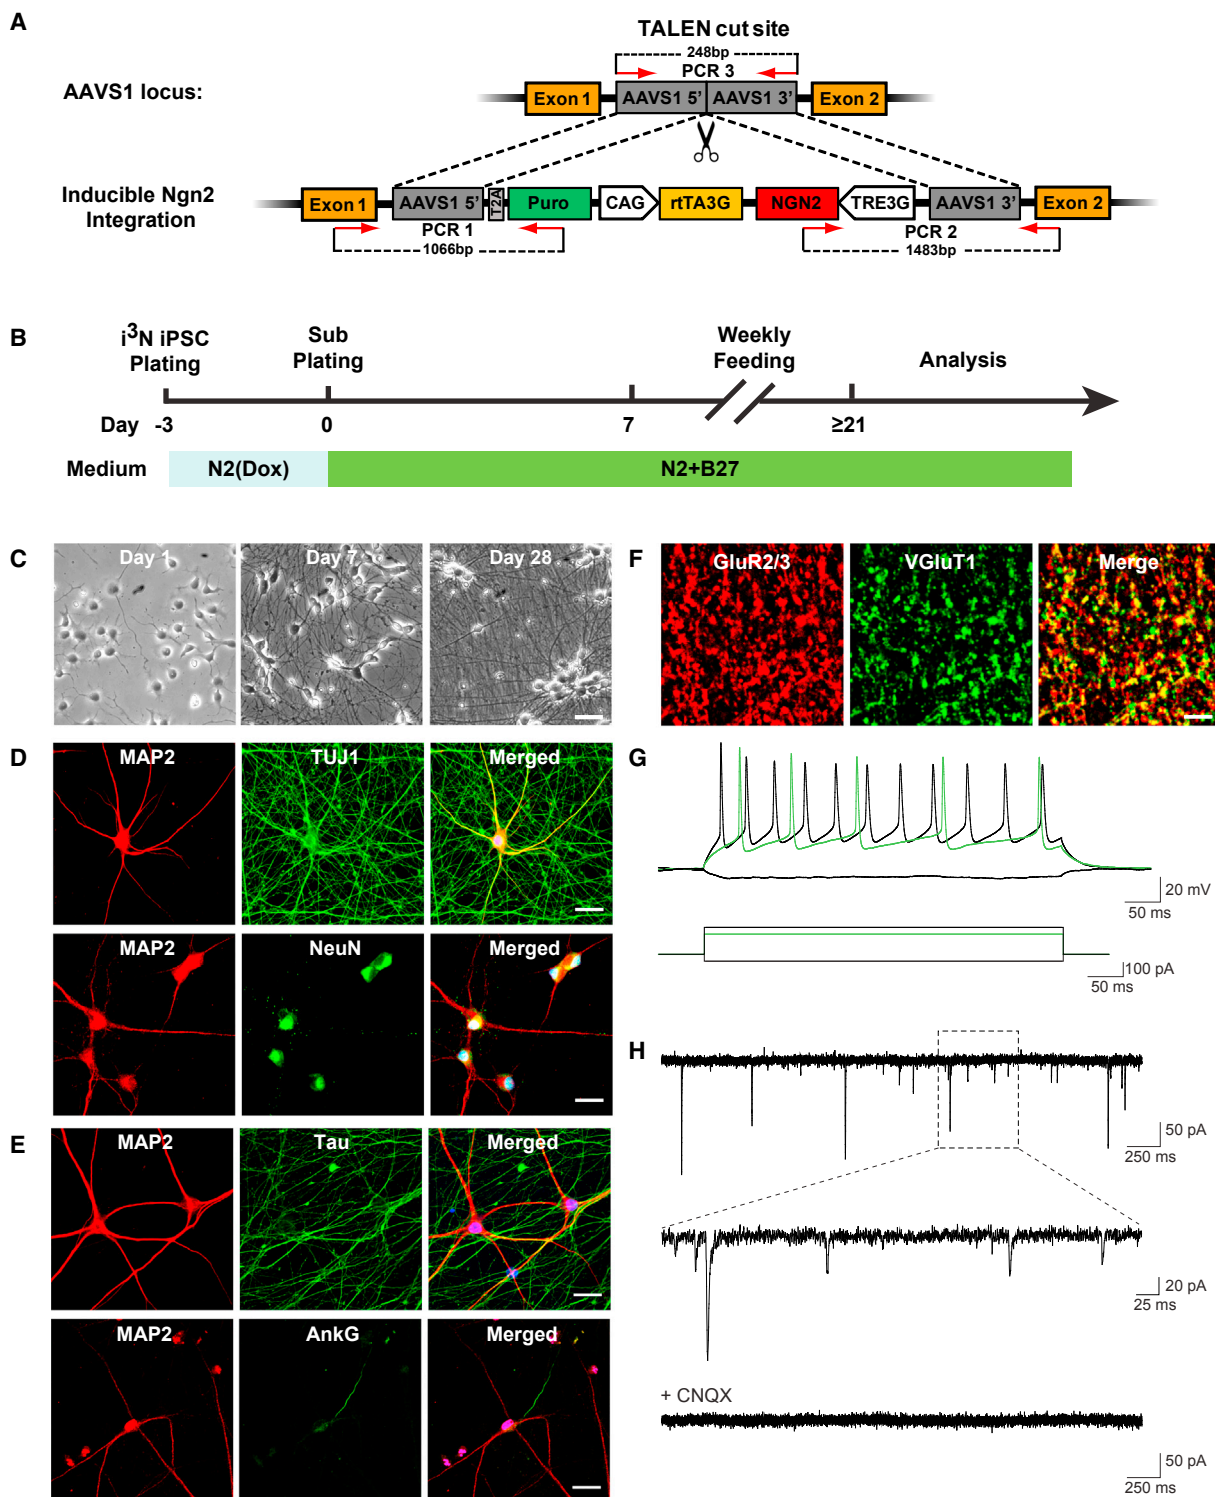 A
TALEN cut site
248bp
PCR 3
AAVS1 locus:
Exon 1 AAVS1 5’ AAVS1 3’ Exon 2
Inducible Ngn2
Integration
Exon 1 AAVS1 5’ T2A Puro CAG rtTA3G NGN2 TRE3G AAVS1 3’ Exon 2
PCR 1 PCR 2
1066bp 1483bp
B
i3N iPSC
Plating
Sub
Plating
Weekly
Feeding
Analysis
Day -3 0 7 ≥21
Medium N2(Dox) N2+B27
C
Day 1 Day 7 Day 28
D
MAP2 TUJ1 Merged
MAP2 NeuN Merged
E
MAP2 Tau Merged
MAP2 AnkG Merged
F
GluR2/3 VGluT1 Merge
G
20 mV
50 ms
100 pA
50 ms
H
50 pA
250 ms
20 pA
25 ms
+ CNQX
50 pA
250 ms